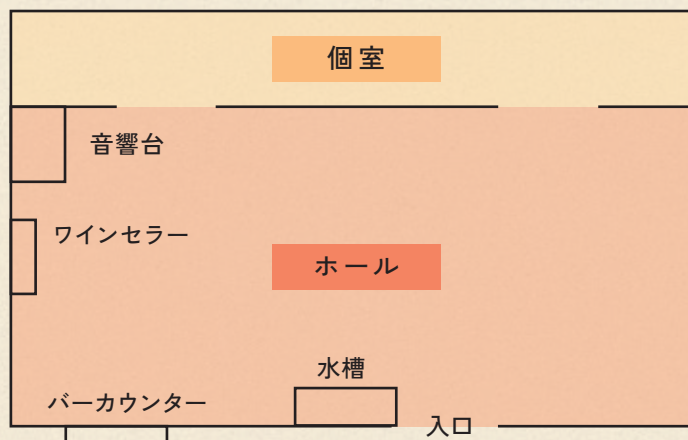 個室
音響台
ワインセラー
ホール
水槽
バーカウンター
入口